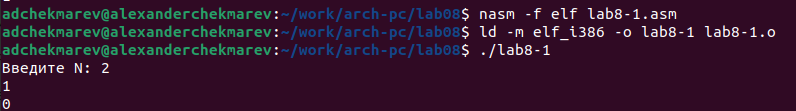 adchekmarev@alexanderchekmarev:~/work/arch-pc/lab08$ nasm -f elf lab8-1.asm
adchekmarev@alexanderchekmarev:~/work/arch-pc/lab08$ ld -m elf_i386 -o lab8-1 lab8-1.o
adchekmarev@alexanderchekmarev:~/work/arch-pc/lab08$ ./lab8-1
Введите N: 2
1
0